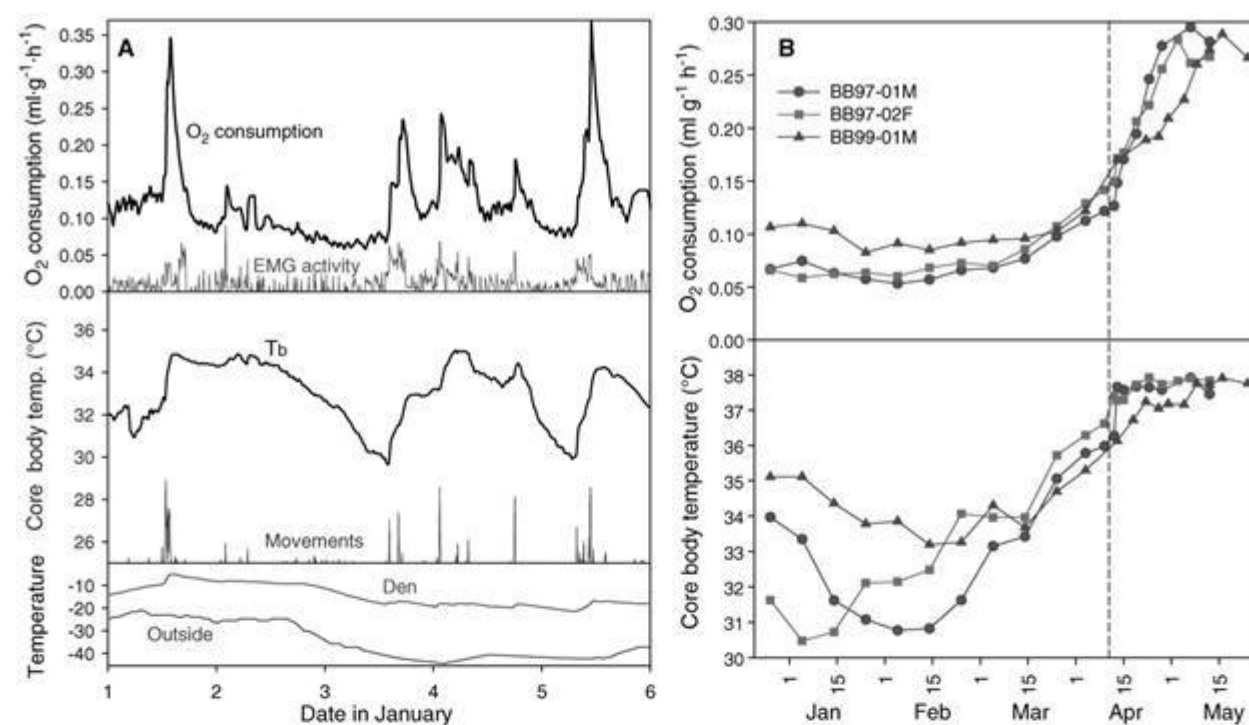 A
O₂ consumption (ml·g⁻¹·h⁻¹)
0.35
0.30
0.25
0.20
0.15
0.10
0.05
0.00
O₂ consumption
EMG activity
Core body temp. (°C)
36
34
32
30
28
26
Tb
Movements
Temperature
-10
-20
-30
-40
Den
Outside
1 2 3 4 5 6
Date in January
B
O₂ consumption (ml g⁻¹ h⁻¹)
0.30
0.25
0.20
0.15
0.10
0.05
0.00
BB97-01M
BB97-02F
BB99-01M
Core body temperature (°C)
38
37
36
35
34
33
32
31
30
1 15 1 15 1 15 1 15 1 15
Jan Feb Mar Apr May